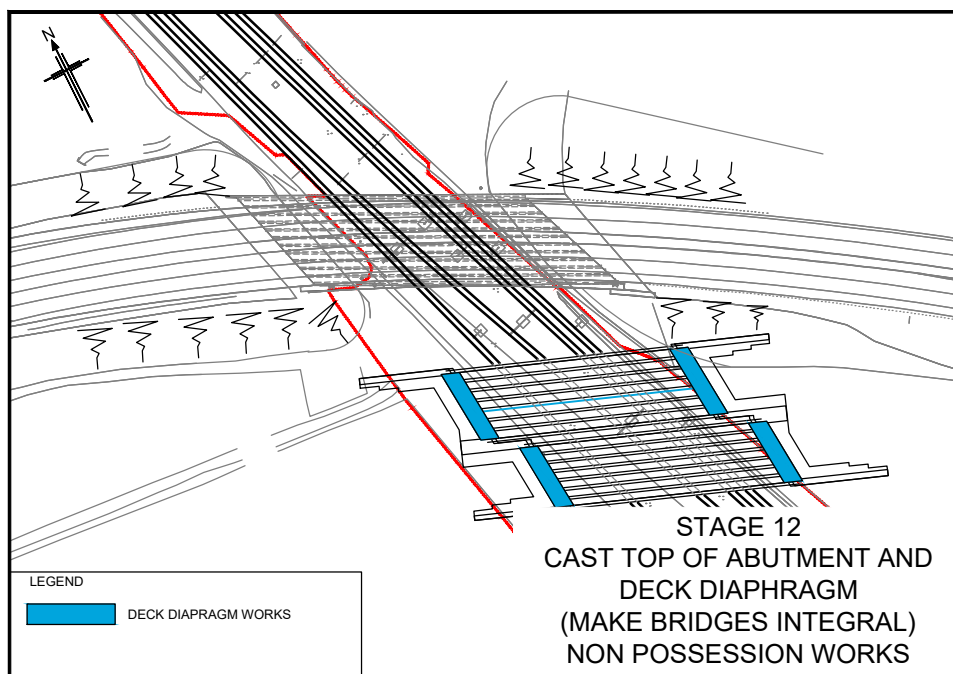 N
STAGE 12
CAST TOP OF ABUTMENT AND
DECK DIAPHRAGM
(MAKE BRIDGES INTEGRAL)
NON POSSESSION WORKS
LEGEND
DECK DIAPRAGM WORKS